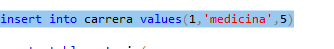 insert into carrera values(1,'medicina',5)